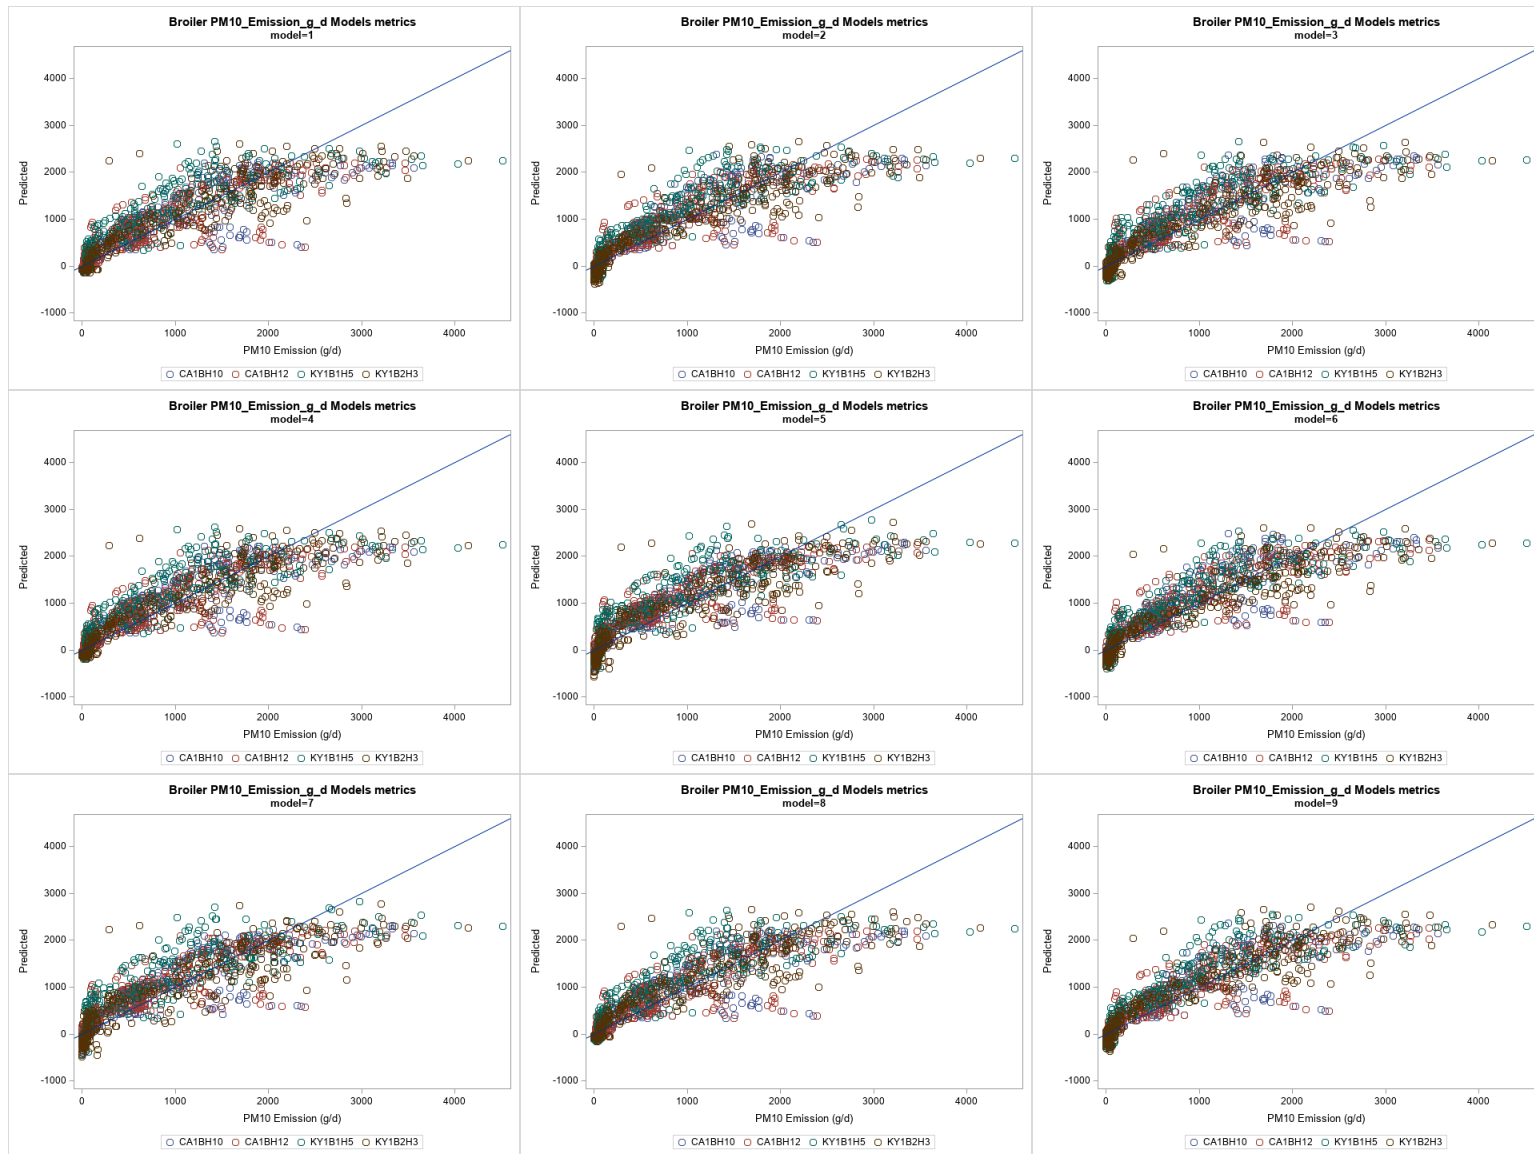 Broiler PM10_Emission_g_d Models metrics
model=1
4000
3000
2000
1000
0
-1000
Predicted
0 1000 2000 3000 4000
PM10 Emission (g/d)
CA1BH10 CA1BH12 KY1B1H5 KY1B2H3
Broiler PM10_Emission_g_d Models metrics
model=2
4000
3000
2000
1000
0
-1000
Predicted
0 1000 2000 3000 4000
PM10 Emission (g/d)
CA1BH10 CA1BH12 KY1B1H5 KY1B2H3
Broiler PM10_Emission_g_d Models metrics
model=3
4000
3000
2000
1000
0
-1000
Predicted
0 1000 2000 3000 4000
PM10 Emission (g/d)
CA1BH10 CA1BH12 KY1B1H5 KY1B2H3
Broiler PM10_Emission_g_d Models metrics
model=4
4000
3000
2000
1000
0
-1000
Predicted
0 1000 2000 3000 4000
PM10 Emission (g/d)
CA1BH10 CA1BH12 KY1B1H5 KY1B2H3
Broiler PM10_Emission_g_d Models metrics
model=5
4000
3000
2000
1000
0
-1000
Predicted
0 1000 2000 3000 4000
PM10 Emission (g/d)
CA1BH10 CA1BH12 KY1B1H5 KY1B2H3
Broiler PM10_Emission_g_d Models metrics
model=6
4000
3000
2000
1000
0
-1000
Predicted
0 1000 2000 3000 4000
PM10 Emission (g/d)
CA1BH10 CA1BH12 KY1B1H5 KY1B2H3
Broiler PM10_Emission_g_d Models metrics
model=7
4000
3000
2000
1000
0
-1000
Predicted
0 1000 2000 3000 4000
PM10 Emission (g/d)
CA1BH10 CA1BH12 KY1B1H5 KY1B2H3
Broiler PM10_Emission_g_d Models metrics
model=8
4000
3000
2000
1000
0
-1000
Predicted
0 1000 2000 3000 4000
PM10 Emission (g/d)
CA1BH10 CA1BH12 KY1B1H5 KY1B2H3
Broiler PM10_Emission_g_d Models metrics
model=9
4000
3000
2000
1000
0
-1000
Predicted
0 1000 2000 3000 4000
PM10 Emission (g/d)
CA1BH10 CA1BH12 KY1B1H5 KY1B2H3